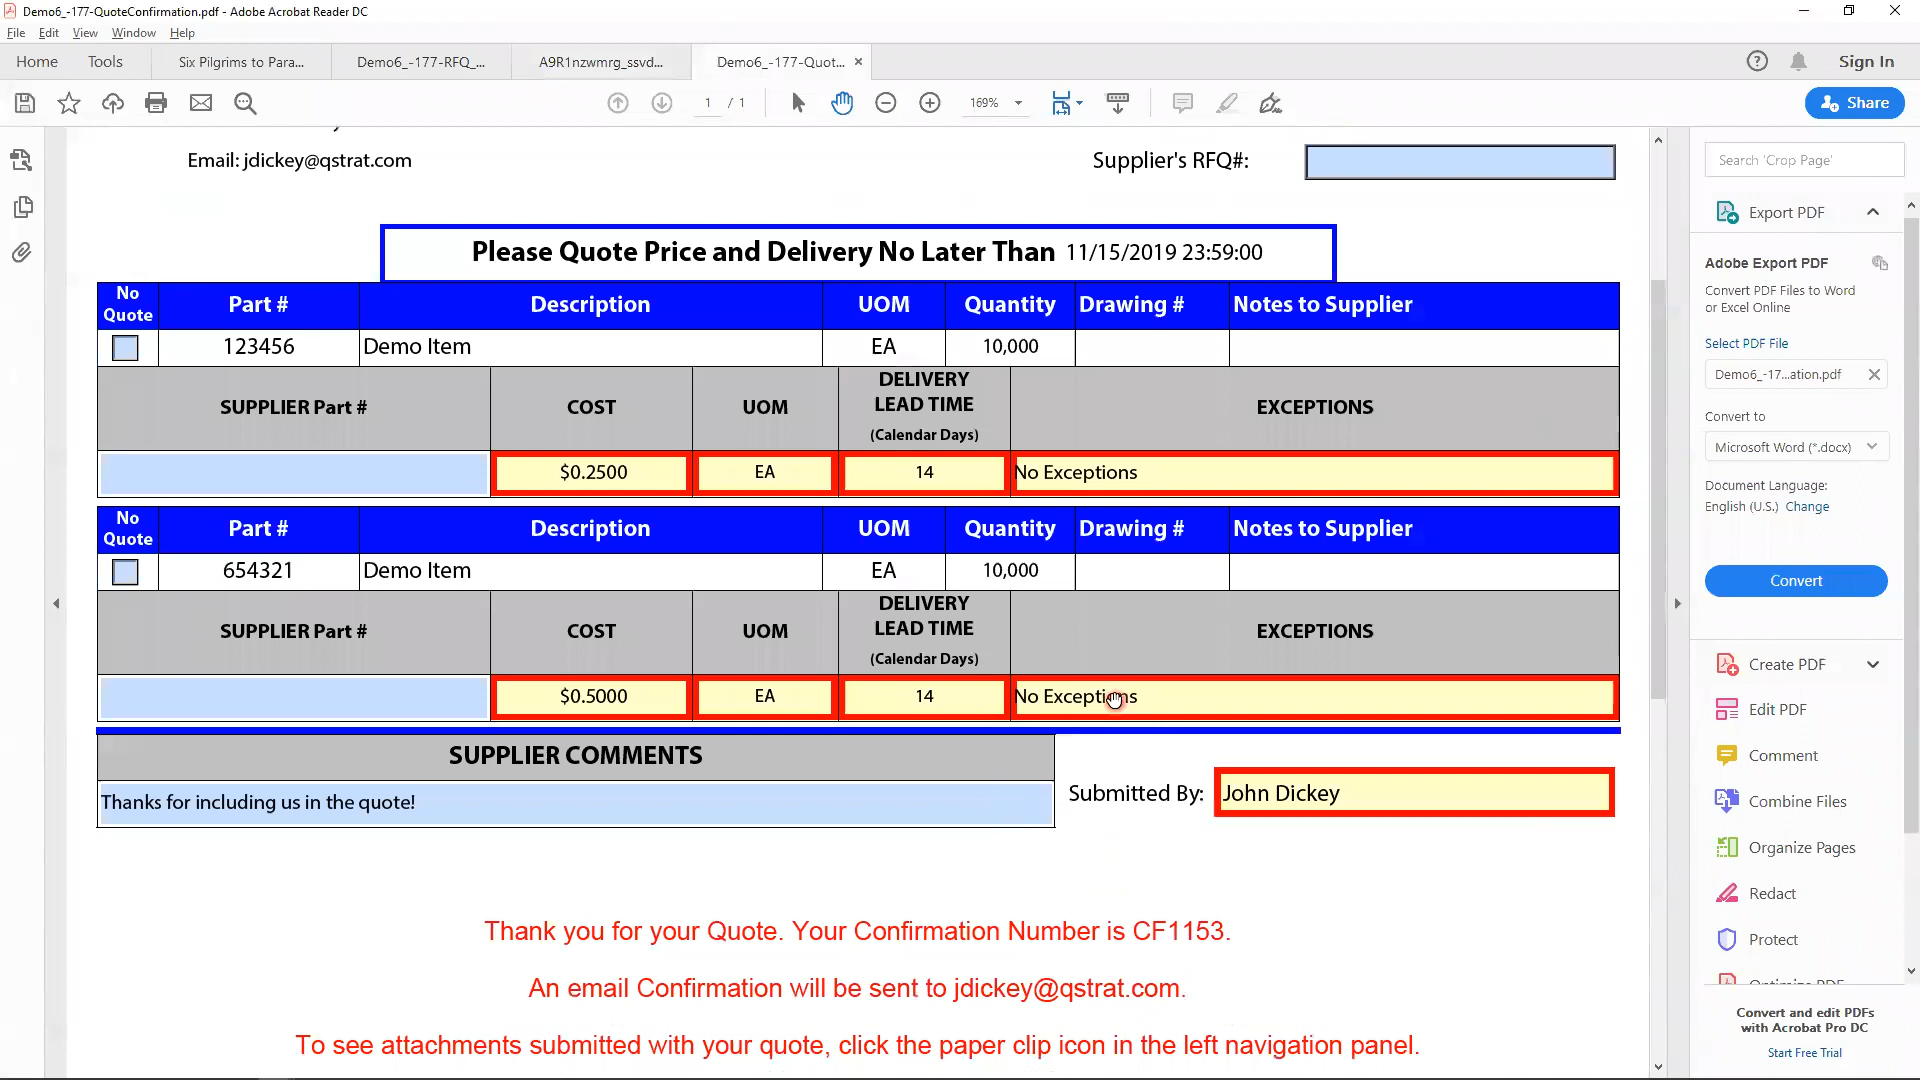 Demo6_-177-QuoteConfirmation.pdf - Adobe Acrobat Reader DC
File Edit View Window Help
Home Tools Six Pilgrims to Para... Demo6_-177-RFQ_... A9R1nzwmrg_ssvd... Demo6_-177-Quot... Sign In
1 / 1 169% Share
Email: jdickey@qstrat.com Supplier's RFQ#:
Please Quote Price and Delivery No Later Than 11/15/2019 23:59:00
No Quote Part # Description UOM Quantity Drawing # Notes to Supplier
123456 Demo Item EA 10,000
SUPPLIER Part # COST UOM DELIVERY LEAD TIME (Calendar Days) EXCEPTIONS
$0.2500 EA 14 No Exceptions
No Quote Part # Description UOM Quantity Drawing # Notes to Supplier
654321 Demo Item EA 10,000
SUPPLIER Part # COST UOM DELIVERY LEAD TIME (Calendar Days) EXCEPTIONS
$0.5000 EA 14 No Exceptions
SUPPLIER COMMENTS
Thanks for including us in the quote!
Submitted By: John Dickey
Thank you for your Quote. Your Confirmation Number is CF1153.
An email Confirmation will be sent to jdickey@qstrat.com.
To see attachments submitted with your quote, click the paper clip icon in the left navigation panel.
Search 'Crop Page'
Export PDF
Adobe Export PDF
Convert PDF Files to Word
or Excel Online
Select PDF File
Demo6_-17...ation.pdf
Convert to
Microsoft Word (*.docx)
Document Language:
English (U.S.) Change
Convert
Create PDF
Edit PDF
Comment
Combine Files
Organize Pages
Redact
Protect
Convert and edit PDFs
with Acrobat Pro DC
Start Free Trial